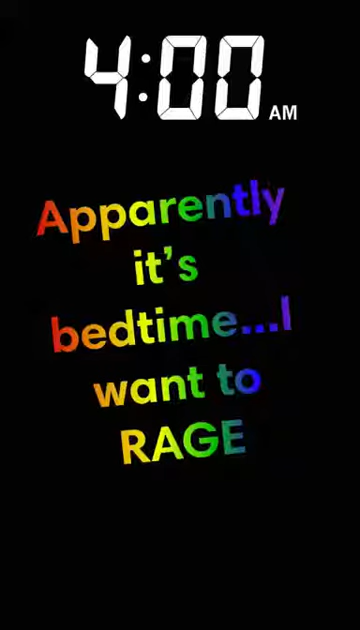 4:00 AM
Apparently
it's
bedtime...I
want to
RAGE